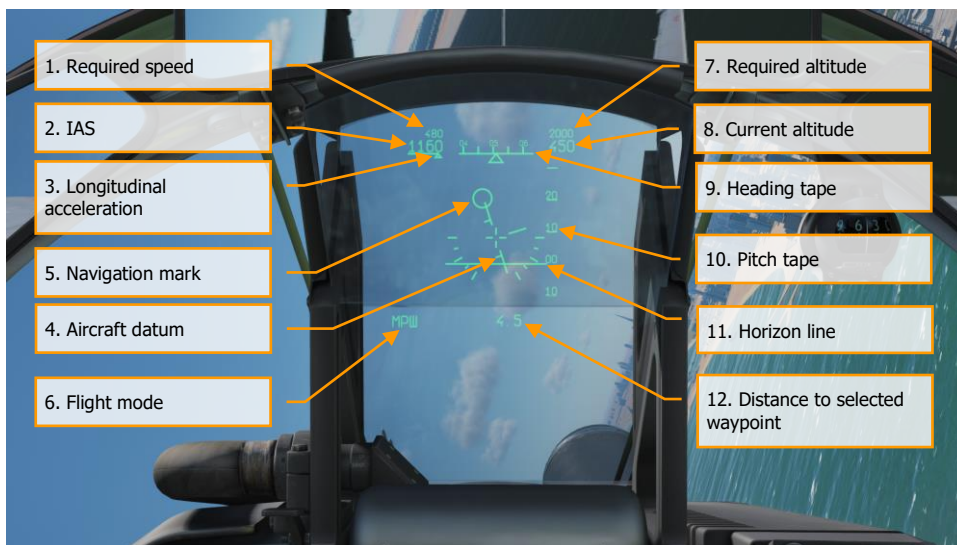 1. Required speed
2. IAS
3. Longitudinal
acceleration
5. Navigation mark
4. Aircraft datum
6. Flight mode
480
1160
2000
450
20
10
00
10
МРШ
4.5
7. Required altitude
8. Current altitude
9. Heading tape
10. Pitch tape
11. Horizon line
12. Distance to selected
waypoint